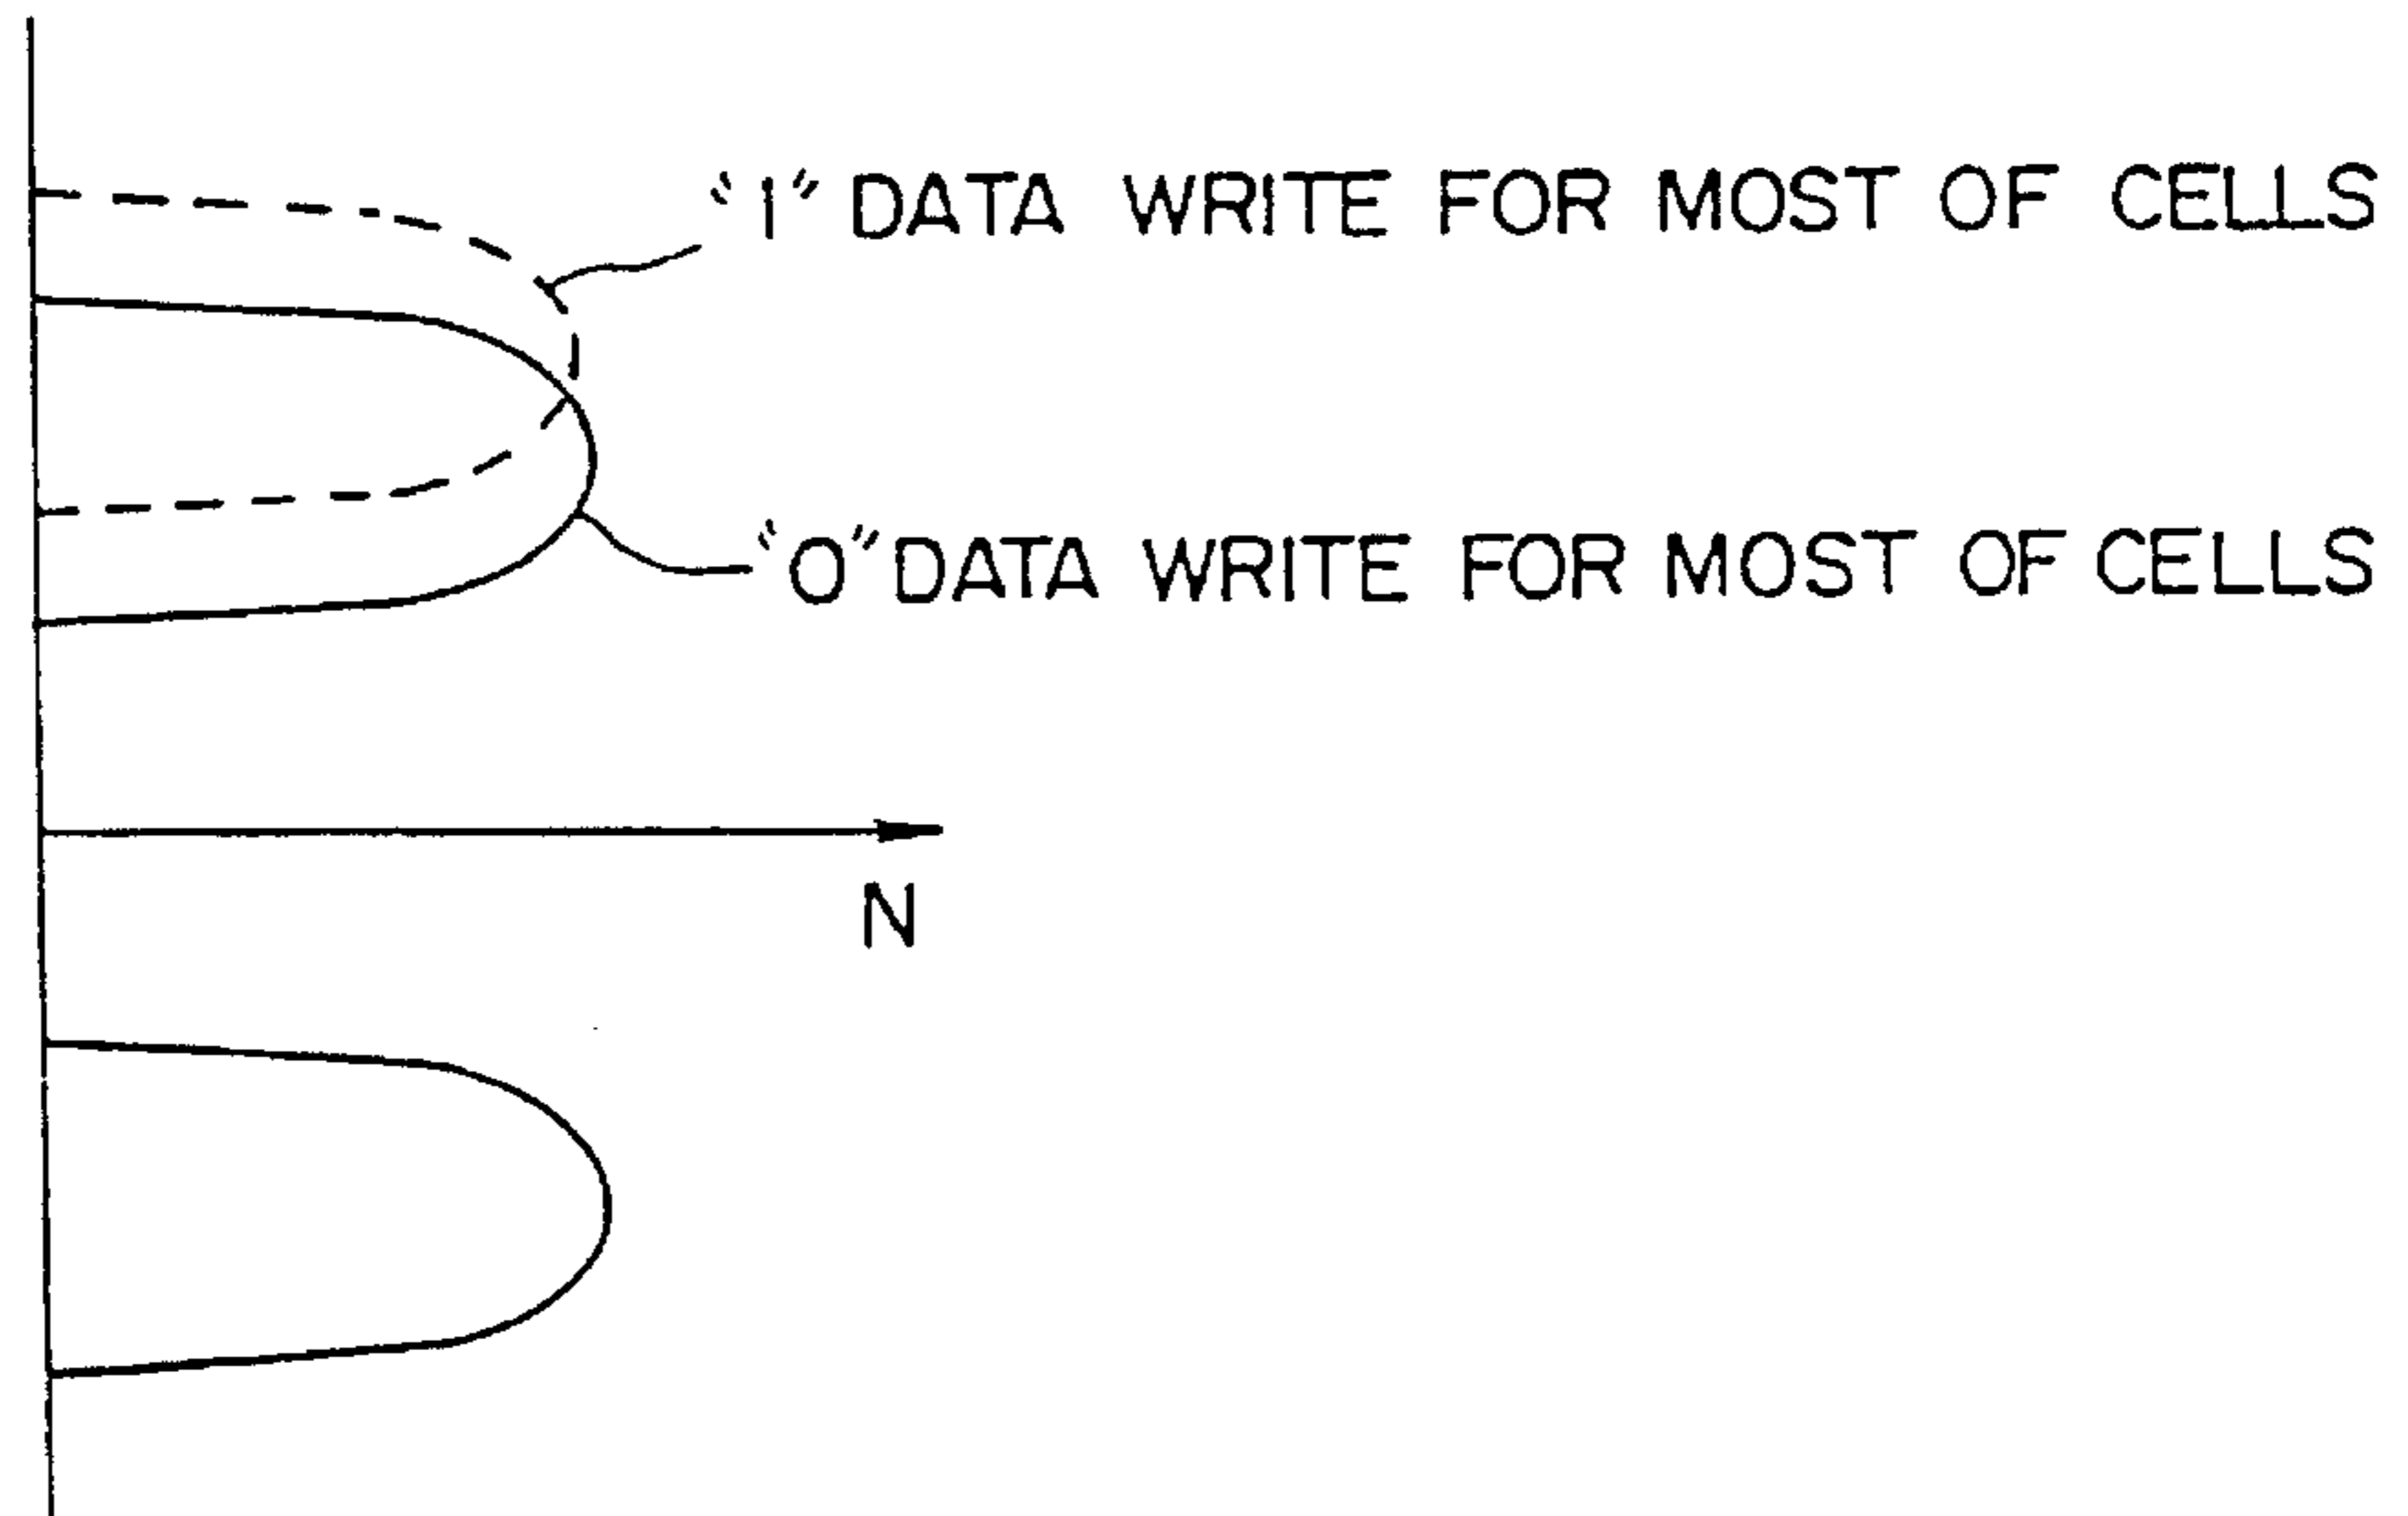 "1" DATA WRITE FOR MOST OF CELLS
"0" DATA WRITE FOR MOST OF CELLS
N